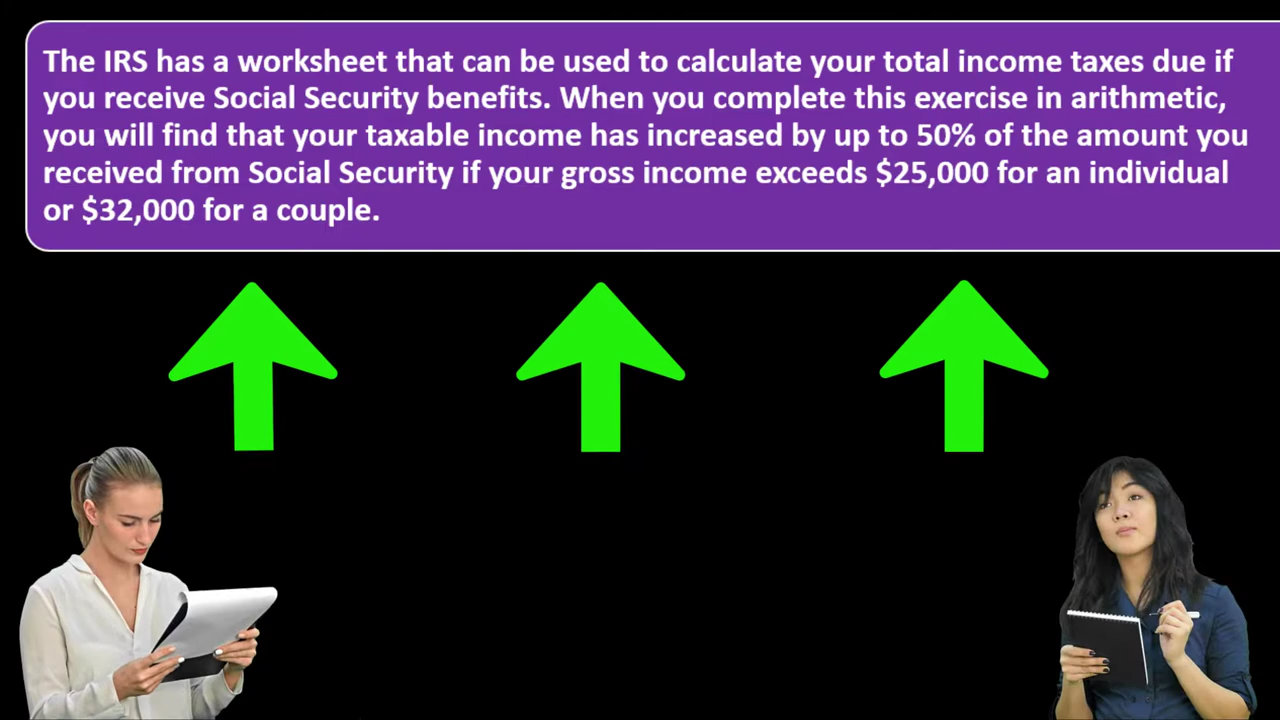 The IRS has a worksheet that can be used to calculate your total income taxes due if
you receive Social Security benefits. When you complete this exercise in arithmetic,
you will find that your taxable income has increased by up to 50% of the amount you
received from Social Security if your gross income exceeds $25,000 for an individual
or $32,000 for a couple.